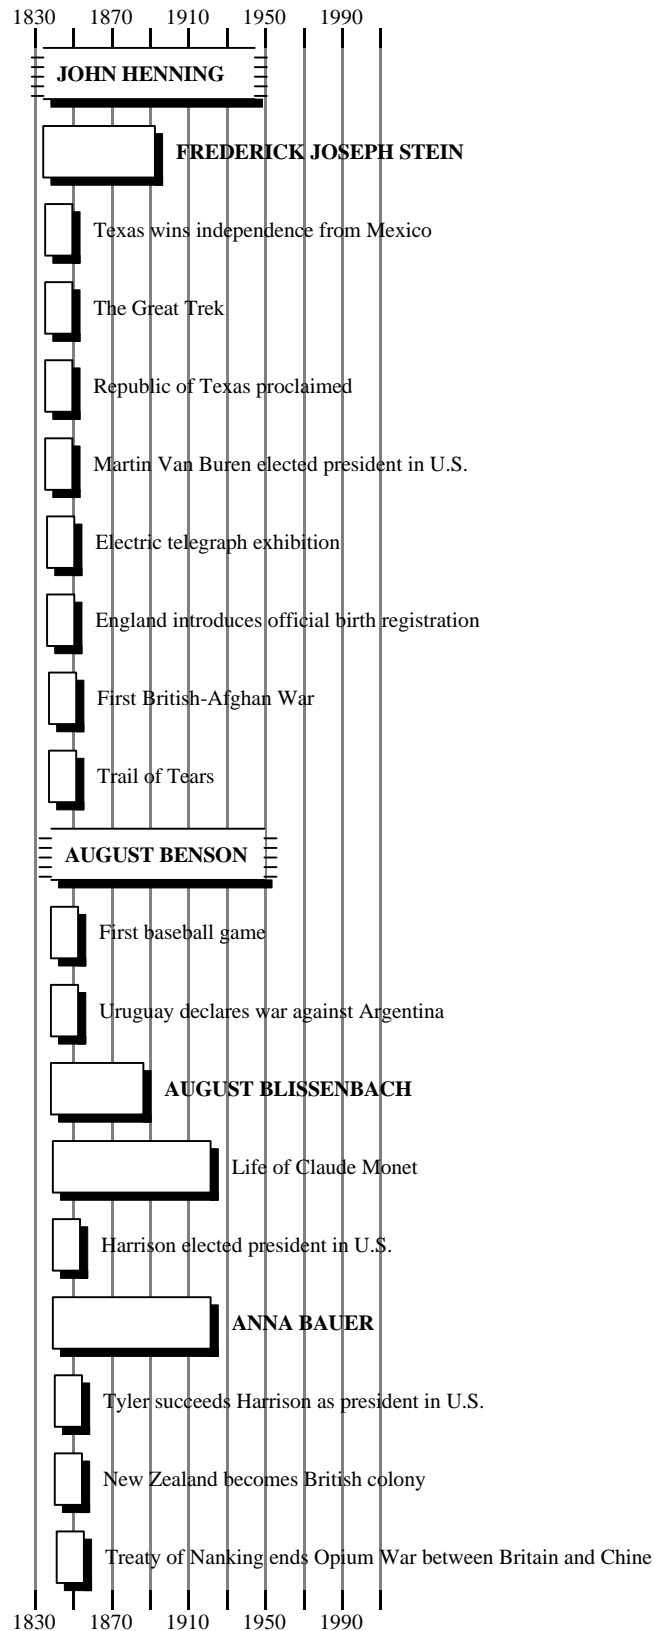 1830 1870 1910 1950 1990
JOHN HENNING
FREDERICK JOSEPH STEIN
Texas wins independence from Mexico
The Great Trek
Republic of Texas proclaimed
Martin Van Buren elected president in U.S.
Electric telegraph exhibition
England introduces official birth registration
First British-Afghan War
Trail of Tears
AUGUST BENSON
First baseball game
Uruguay declares war against Argentina
AUGUST BLISSENBACH
Life of Claude Monet
Harrison elected president in U.S.
ANNA BAUER
Tyler succeeds Harrison as president in U.S.
New Zealand becomes British colony
Treaty of Nanking ends Opium War between Britain and Chine
1830 1870 1910 1950 1990